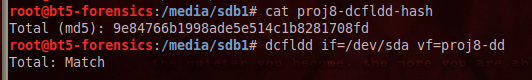 root@bt5-forensics:/media/sdb1# cat proj8-dcfldd-hash
Total (md5): 9e84766b1998ade5e514c1b8281708fd
root@bt5-forensics:/media/sdb1# dcfldd if=/dev/sda vf=proj8-dd
Total: Match